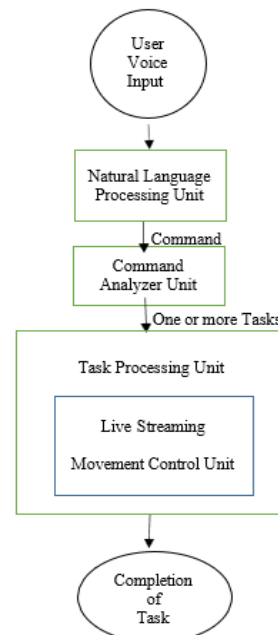 User
Voice
Input
Natural Language
Processing Unit
Command
Command
Analyzer Unit
One or more Tasks
Task Processing Unit
Live Streaming
Movement Control Unit
Completion
of
Task